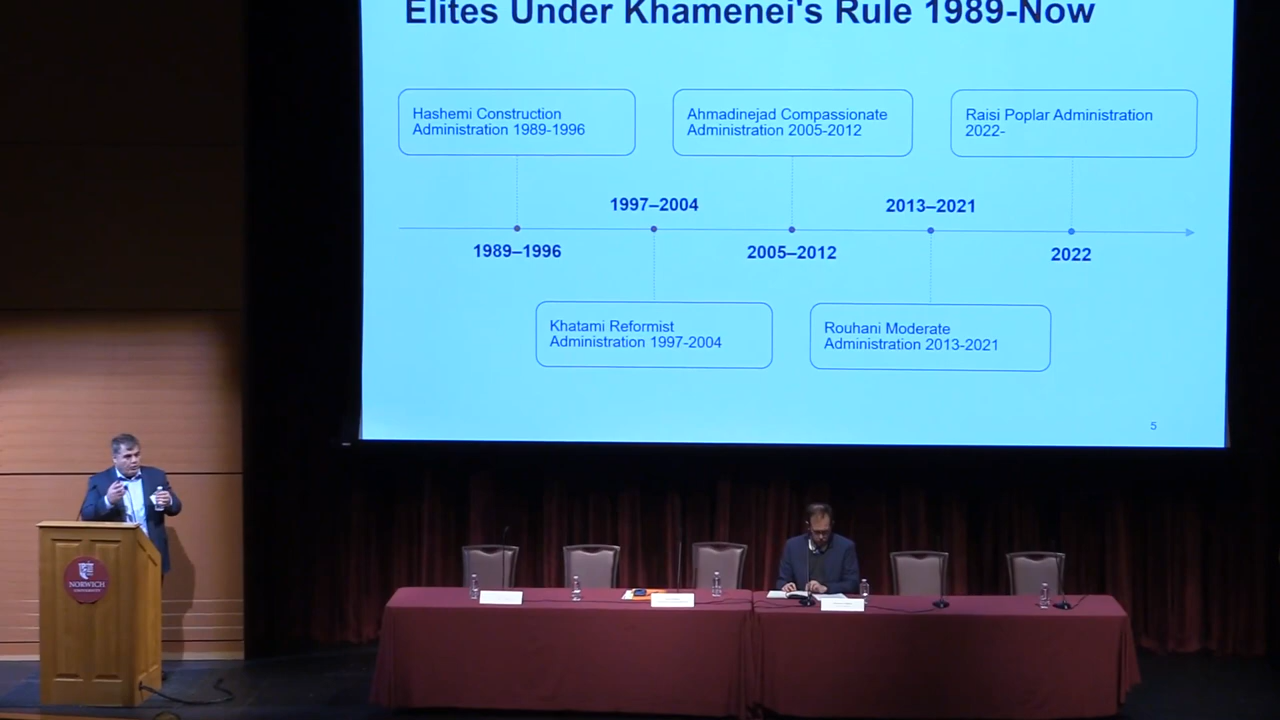 Elites Under Khamenei's Rule 1989-Now
Hashemi Construction
Administration 1989-1996
Ahmadinejad Compassionate
Administration 2005-2012
Raisi Poplar Administration
2022-
1997–2004
2013–2021
1989–1996
2005–2012
2022
Khatami Reformist
Administration 1997-2004
Rouhani Moderate
Administration 2013-2021
5
NORWICH
UNIVERSITY